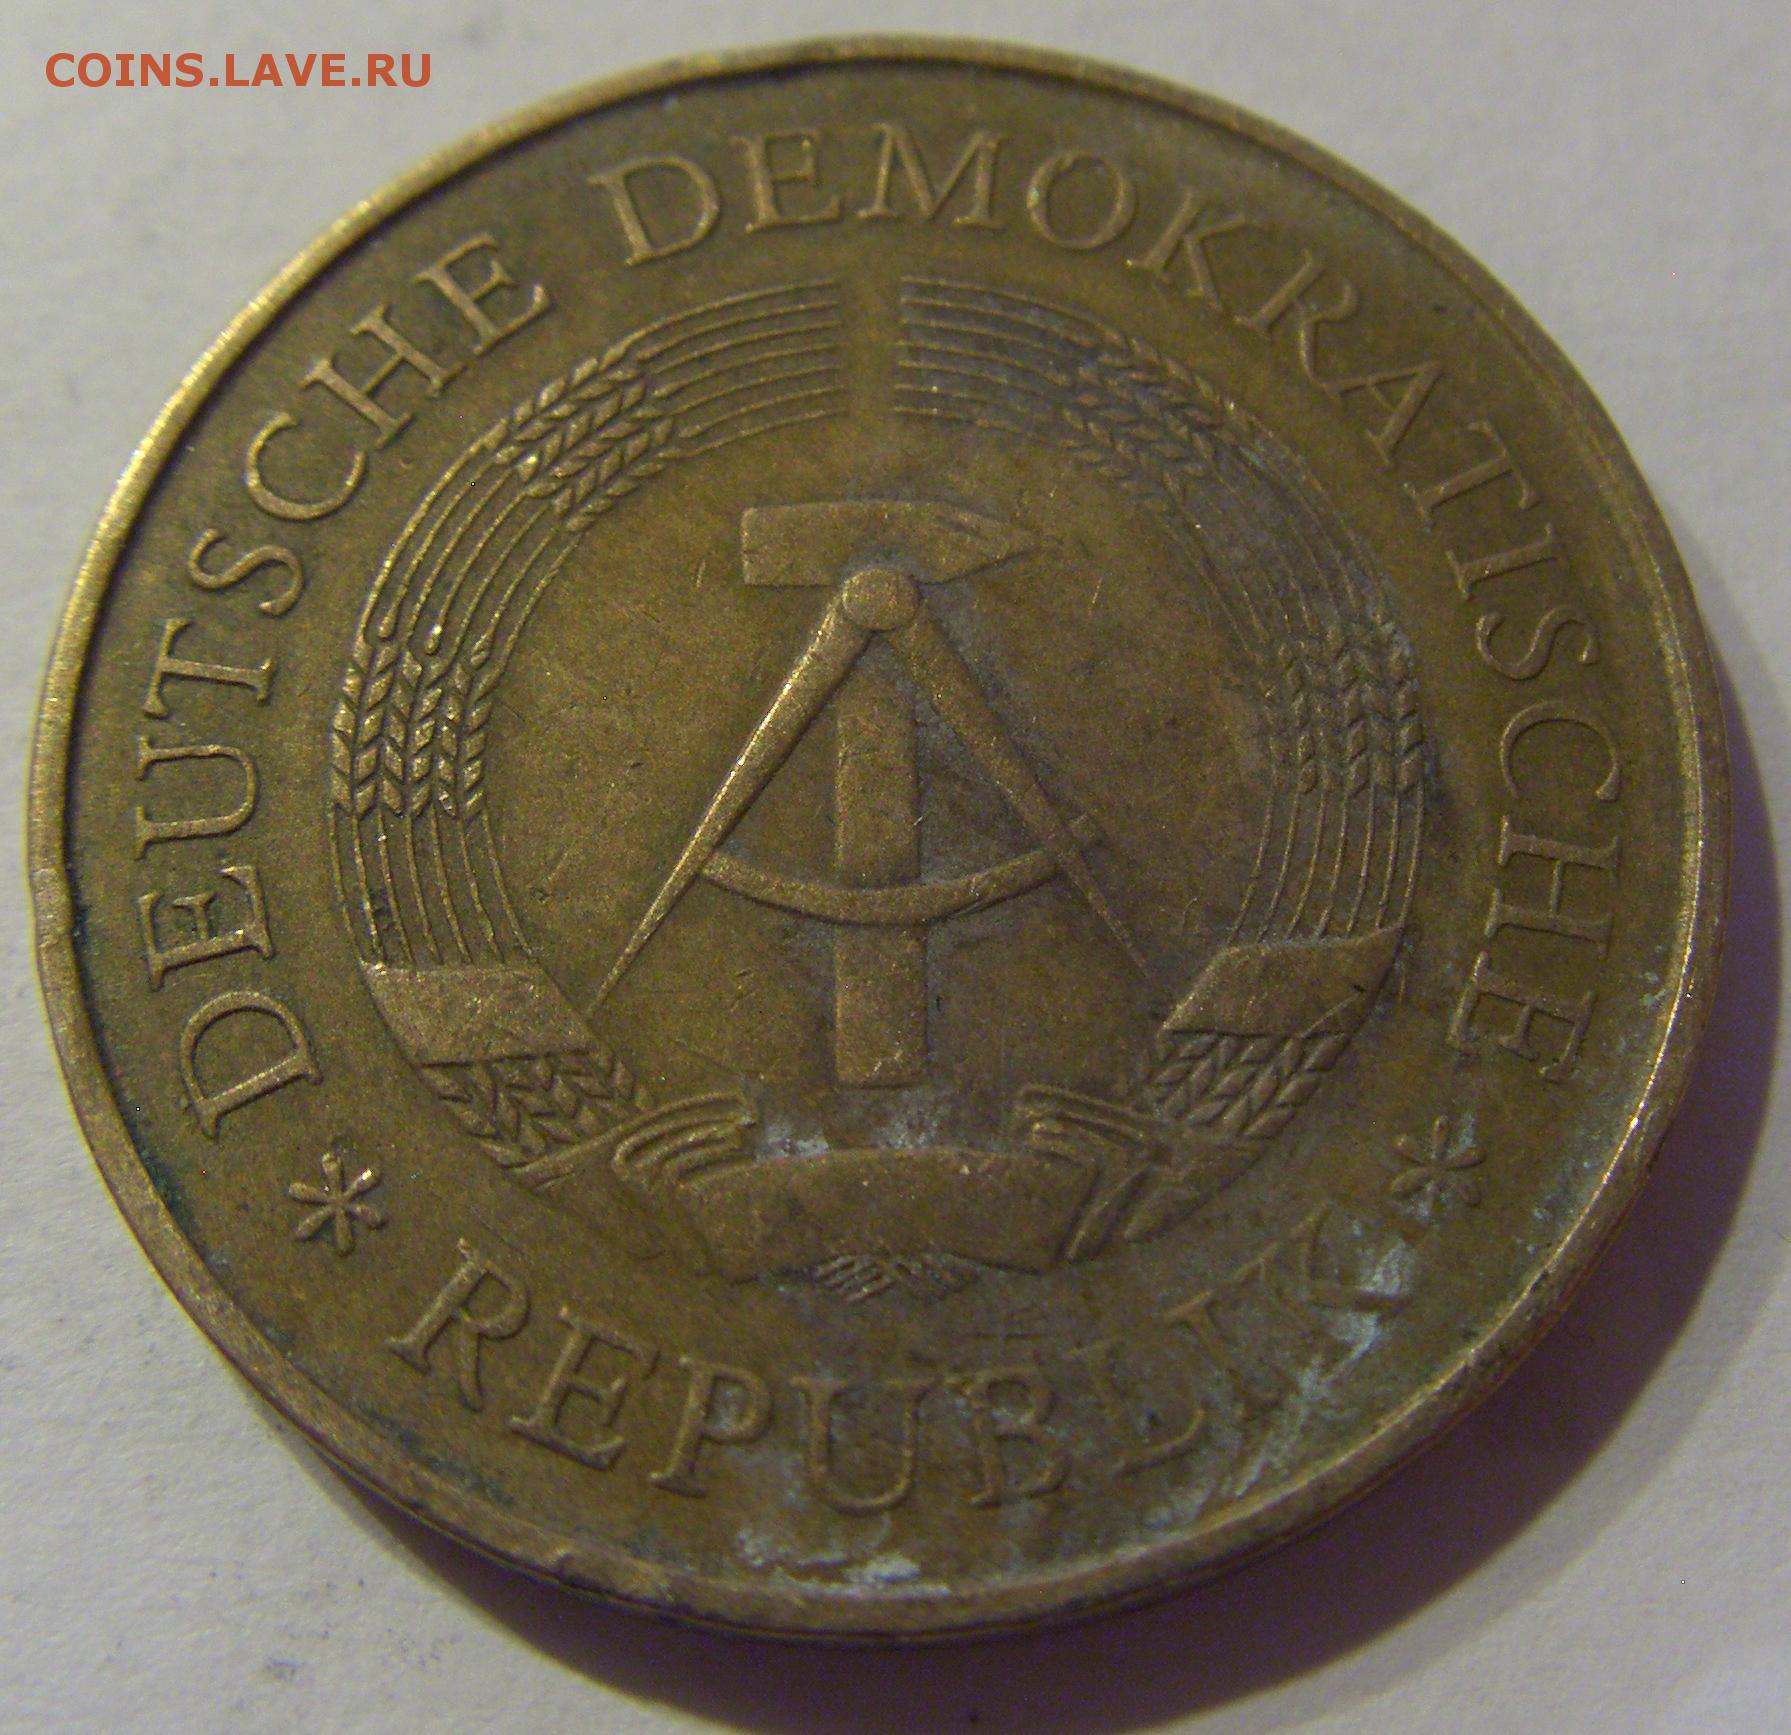 COINS.LAVE.RU
DEUTSCHE DEMOKRATISCHE
* REPUBLIK *